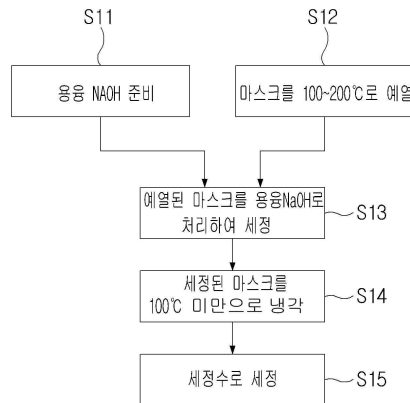 S11
S12
용융 NAOH 준비
마스크를 100~200℃로 예열
예열된 마스크를 용융NaOH로
처리하여 세정
S13
세정된 마스크를
100℃ 미만으로 냉각
S14
세정수로 세정
S15